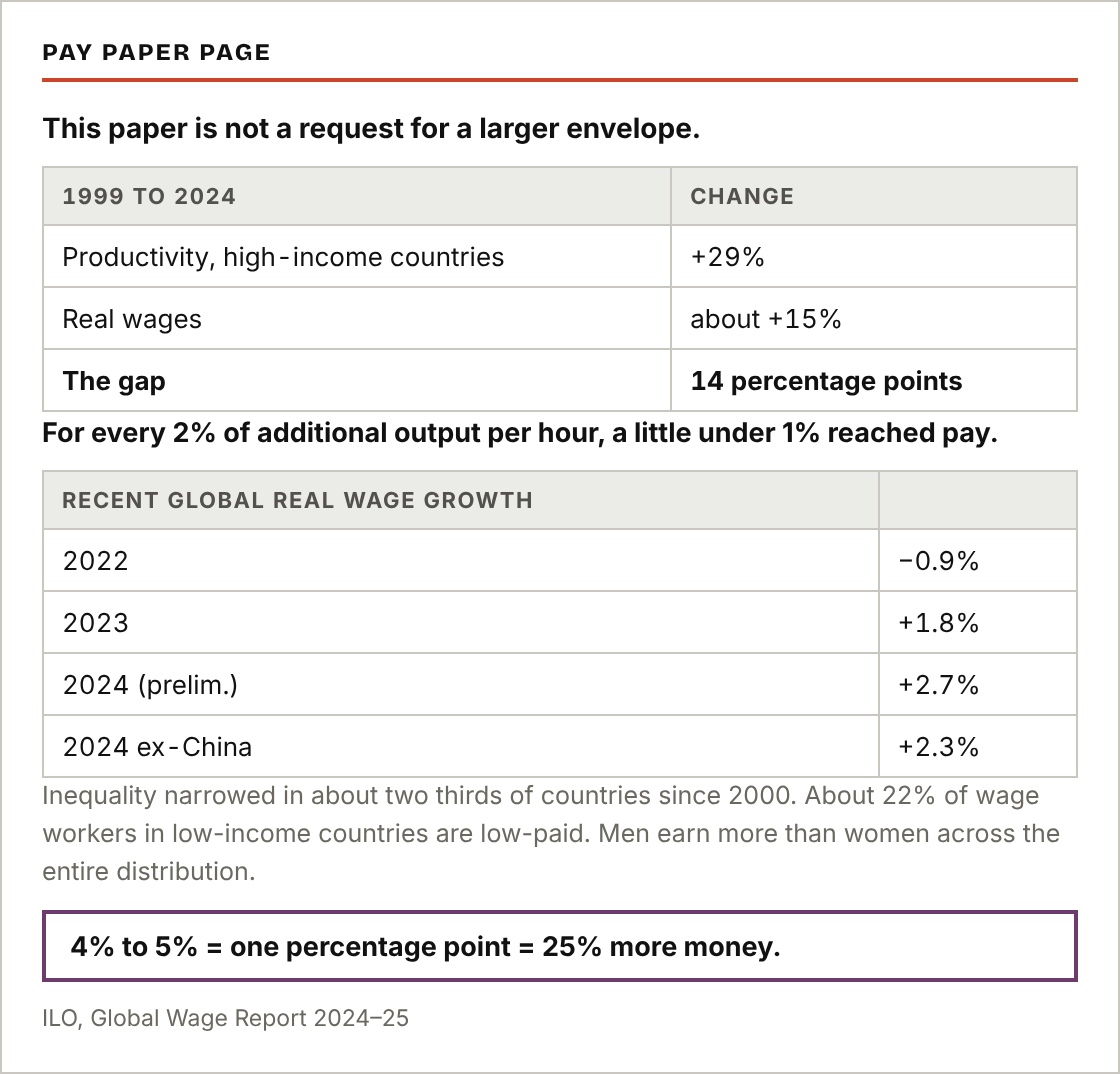 PAY PAPER PAGE
This paper is not a request for a larger envelope.
1999 TO 2024 CHANGE
Productivity, high-income countries +29%
Real wages about +15%
The gap 14 percentage points
For every 2% of additional output per hour, a little under 1% reached pay.
RECENT GLOBAL REAL WAGE GROWTH
2022 −0.9%
2023 +1.8%
2024 (prelim.) +2.7%
2024 ex-China +2.3%
Inequality narrowed in about two thirds of countries since 2000. About 22% of wage
workers in low-income countries are low-paid. Men earn more than women across the
entire distribution.
4% to 5% = one percentage point = 25% more money.
ILO, Global Wage Report 2024–25